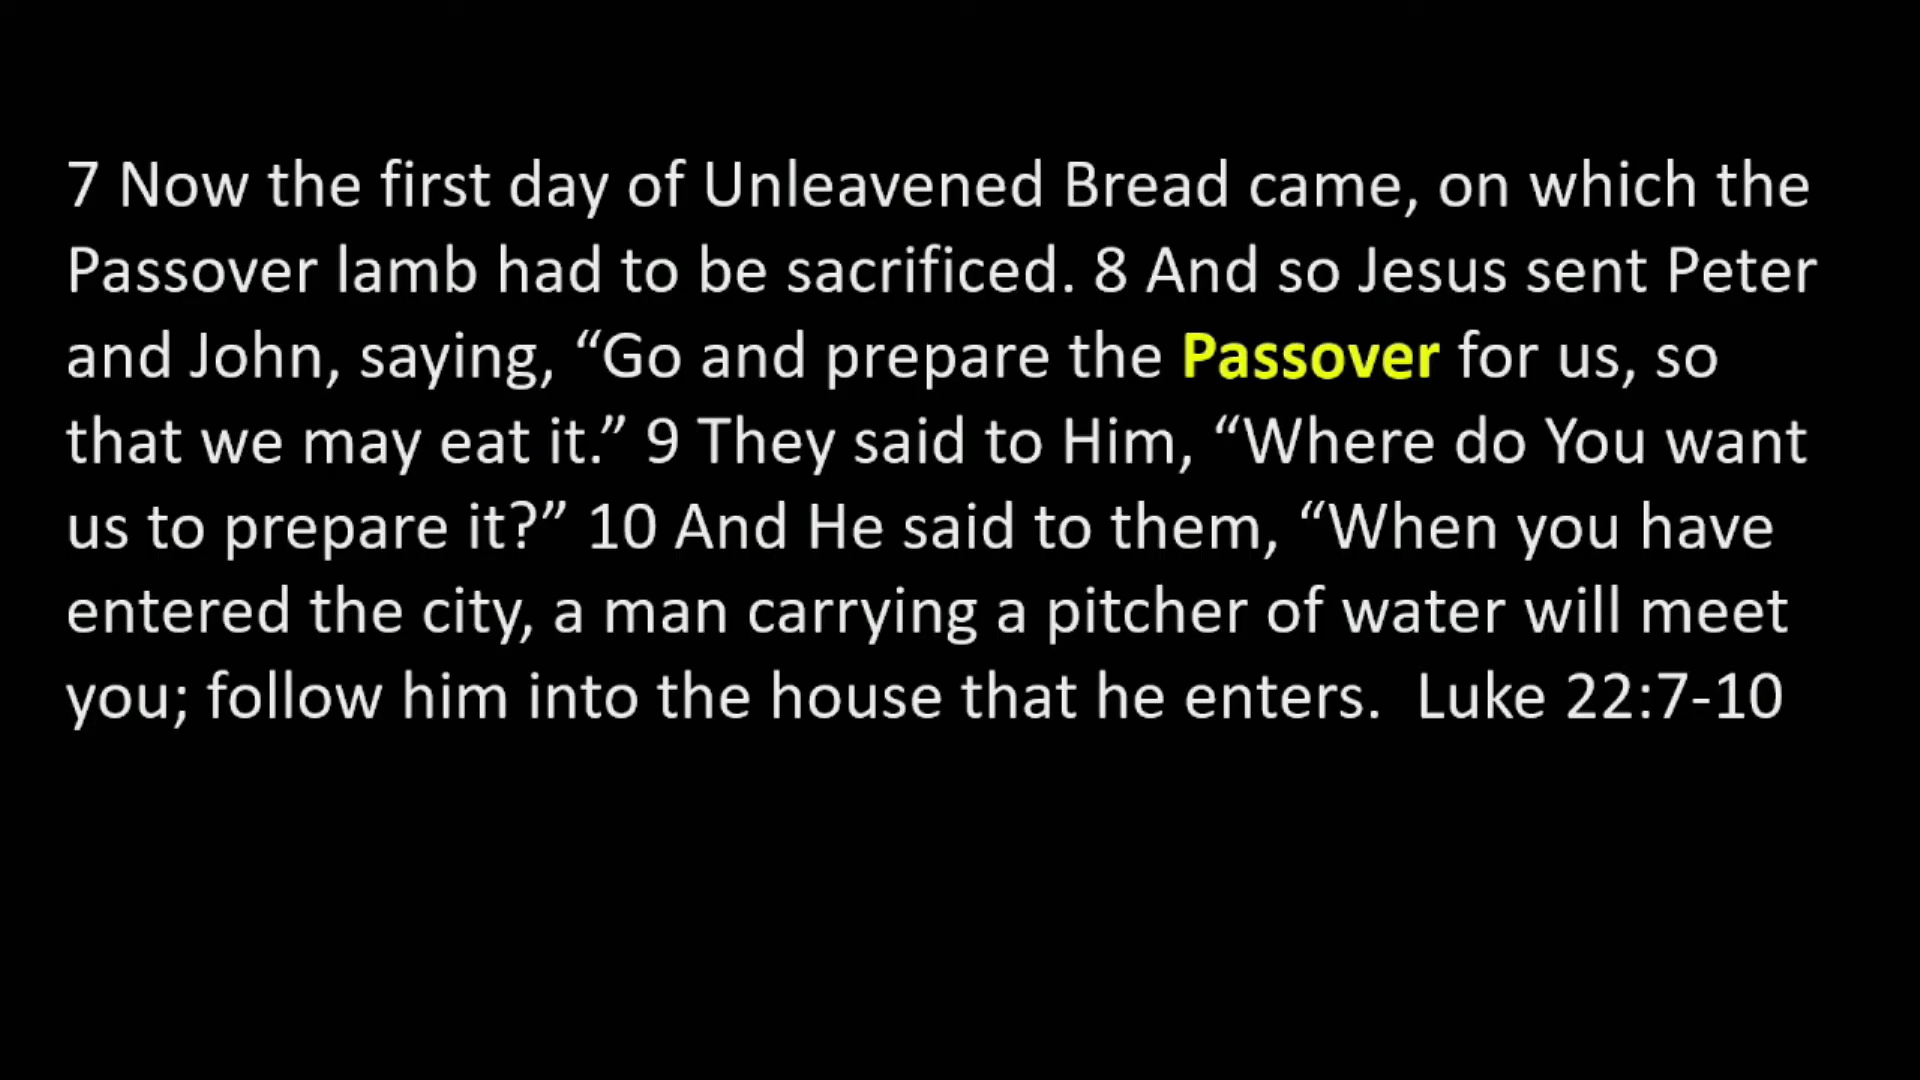 7 Now the first day of Unleavened Bread came, on which the
Passover lamb had to be sacrificed. 8 And so Jesus sent Peter
and John, saying, “Go and prepare the Passover for us, so
that we may eat it.” 9 They said to Him, “Where do You want
us to prepare it?” 10 And He said to them, “When you have
entered the city, a man carrying a pitcher of water will meet
you; follow him into the house that he enters.  Luke 22:7-10